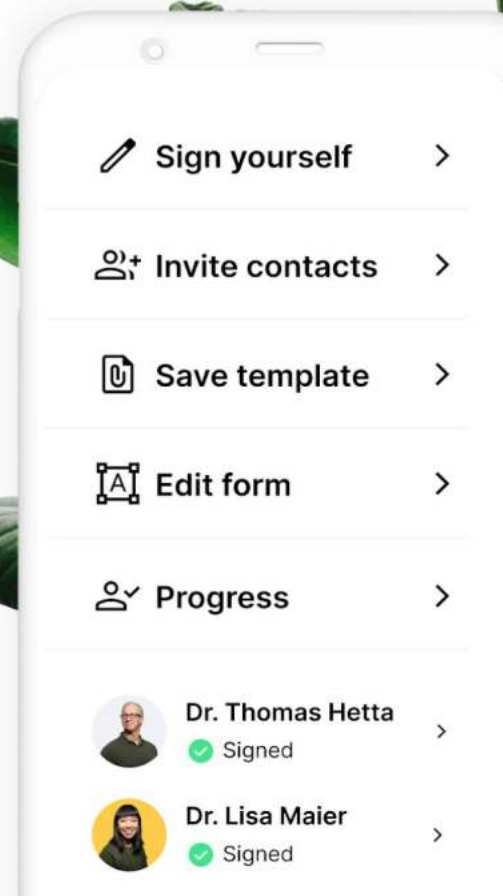 Sign yourself
Invite contacts
Save template
Edit form
Progress
Dr. Thomas Hetta
Signed
Dr. Lisa Maier
Signed